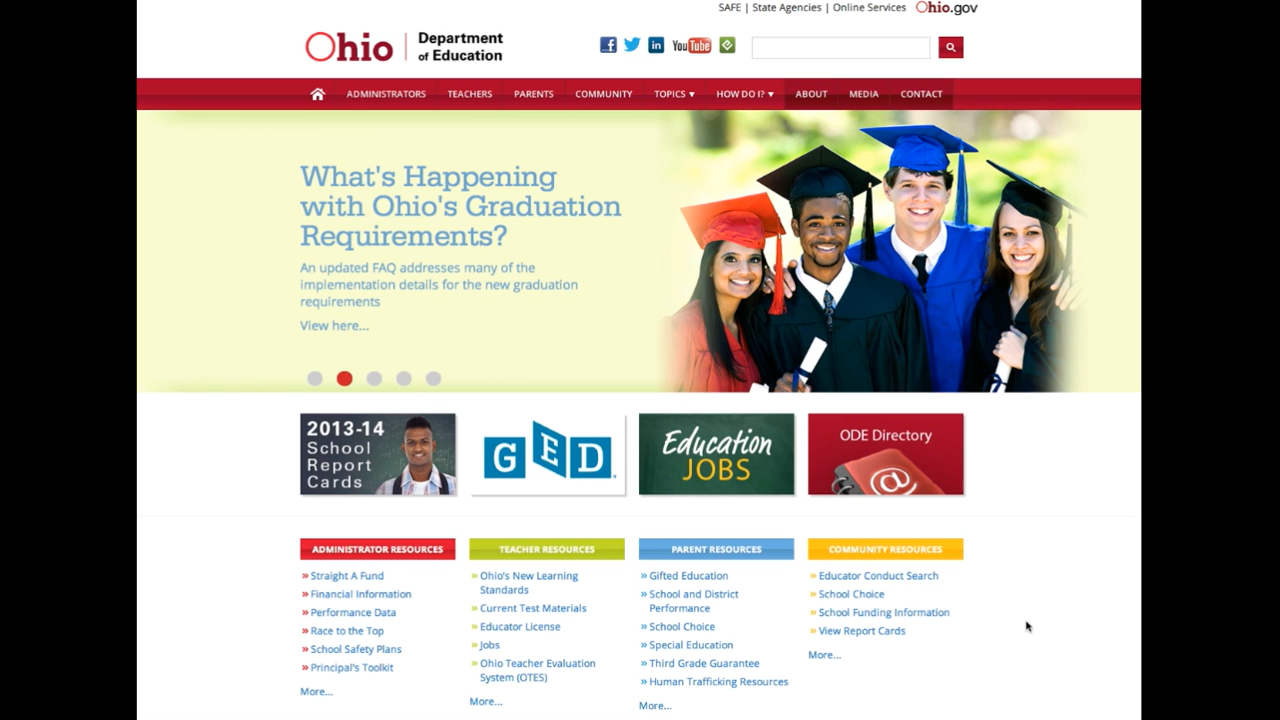 SAFE | State Agencies | Online Services Ohio.gov
Ohio Department
of Education
You Tube
ADMINISTRATORS TEACHERS PARENTS COMMUNITY TOPICS ▼ HOW DO I? ▼ ABOUT MEDIA CONTACT
What's Happening
with Ohio's Graduation
Requirements?
An updated FAQ addresses many of the
implementation details for the new graduation
requirements
View here...
2013-14
School
Report
Cards
GED
Education
JOBS
ODE Directory
@
ADMINISTRATOR RESOURCES
» Straight A Fund
» Financial Information
» Performance Data
» Race to the Top
» School Safety Plans
» Principal's Toolkit
More...
TEACHER RESOURCES
» Ohio's New Learning
Standards
» Current Test Materials
» Educator License
» Jobs
» Ohio Teacher Evaluation
System (OTES)
More...
PARENT RESOURCES
» Gifted Education
» School and District
Performance
» School Choice
» Special Education
» Third Grade Guarantee
» Human Trafficking Resources
More...
COMMUNITY RESOURCES
» Educator Conduct Search
» School Choice
» School Funding Information
» View Report Cards
More...